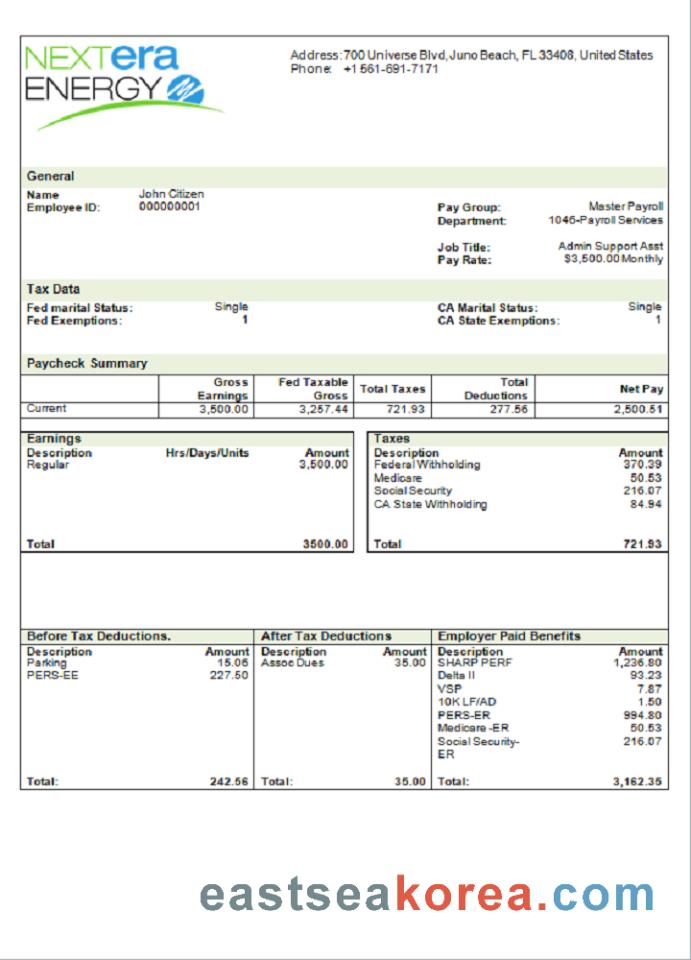 NEXTera
ENERGY
Address: 700 Universe Blvd, Juno Beach, FL 33408, United States
Phone: +1 561-691-7171
General
Name John Citizen
Employee ID: 000000001
Pay Group: Master Payroll
Department: 1046-Payroll Services
Job Title: Admin Support Asst
Pay Rate: $3,500.00 Monthly
Tax Data
Fed marital Status: Single CA Marital Status: Single
Fed Exemptions: 1 CA State Exemptions: 1
Paycheck Summary
Gross Earnings Fed Taxable Gross Total Taxes Total Deductions Net Pay
Current 3,500.00 3,257.44 721.93 277.56 2,500.51
Earnings
Description Hrs/Days/Units Amount
Regular 3,500.00
Total 3500.00
Taxes
Description Amount
Federal Withholding 370.39
Medicare 50.53
Social Security 216.07
CA State Withholding 84.94
Total 721.93
Before Tax Deductions.
Description Amount
Parking 15.06
PERS-EE 227.50
Total: 242.56
After Tax Deductions
Description Amount
Assoc Dues 35.00
Total: 35.00
Employer Paid Benefits
Description Amount
SHARP PERF 1,236.80
Delta II 93.23
VSP 7.87
10K LF/AD 1.50
PERS-ER 994.80
Medicare -ER 50.53
Social Security- 216.07
ER
Total: 3,162.35
eastseakorea.com